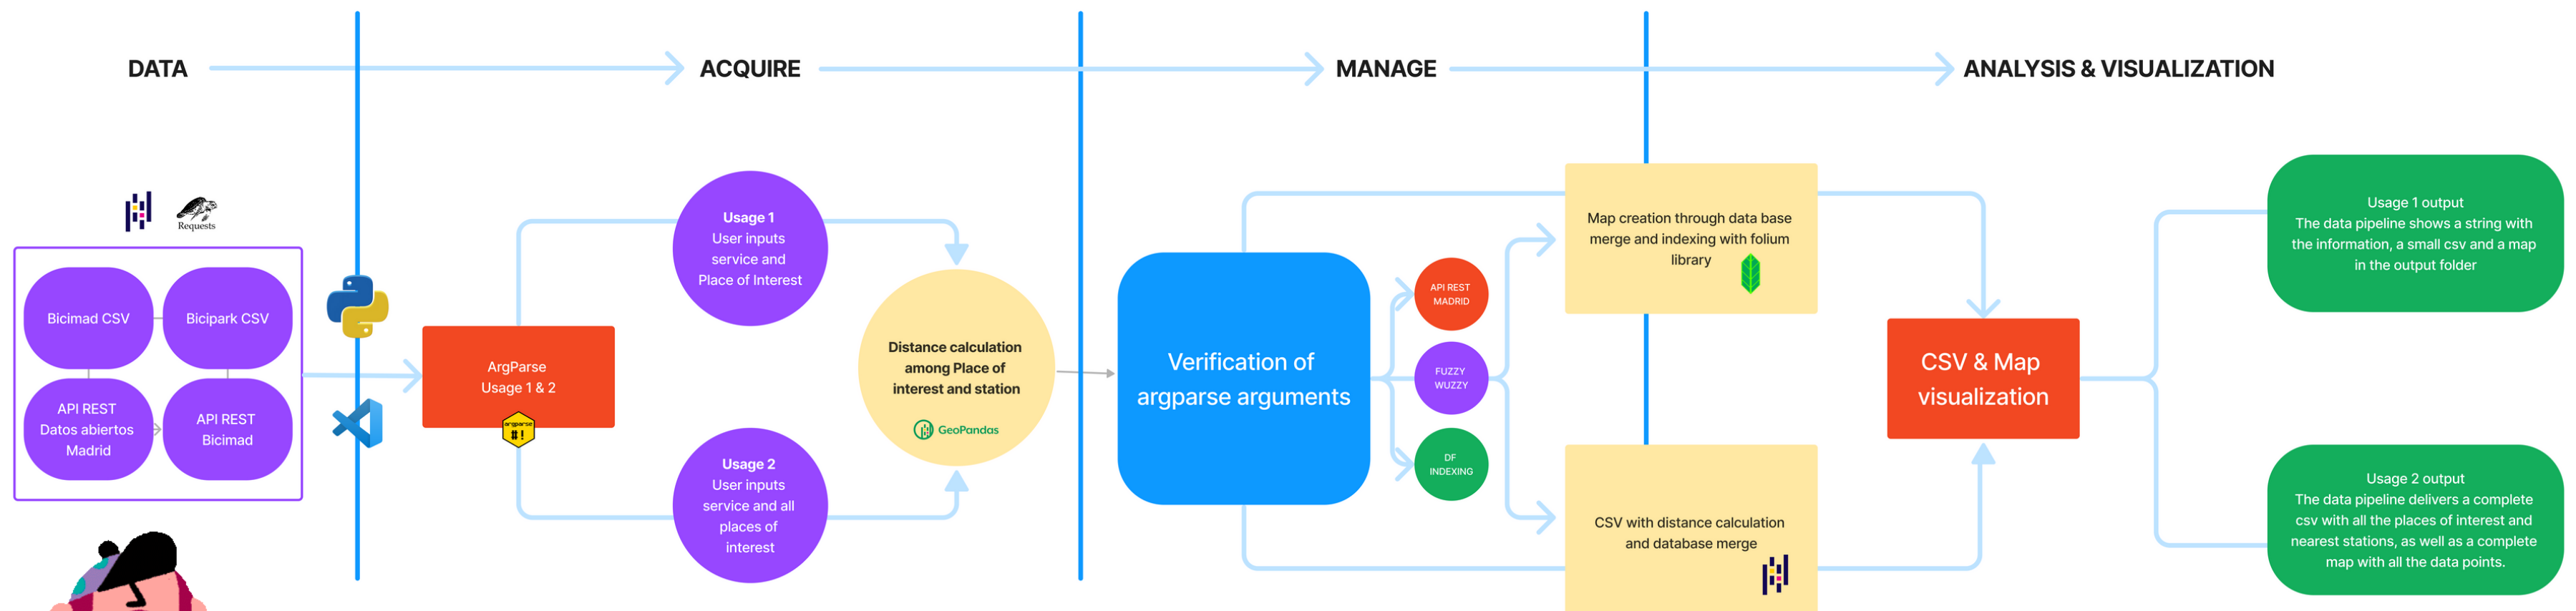 DATA
ACQUIRE
MANAGE
ANALYSIS & VISUALIZATION
Requests
Bicimad CSV
Bicipark CSV
API REST
Datos abiertos
Madrid
API REST
Bicimad
ArgParse
Usage 1 & 2
argparse
#!
Usage 1
User inputs
service and
Place of Interest
Usage 2
User inputs
service and all
places of
interest
Distance calculation
among Place of
interest and station
GeoPandas
Verification of
argparse arguments
API REST
MADRID
FUZZY
WUZZY
DF
INDEXING
Map creation through data base
merge and indexing with folium
library
CSV with distance calculation
and database merge
CSV & Map
visualization
Usage 1 output
The data pipeline shows a string with
the information, a small csv and a map
in the output folder
Usage 2 output
The data pipeline delivers a complete
csv with all the places of interest and
nearest stations, as well as a complete
map with all the data points.